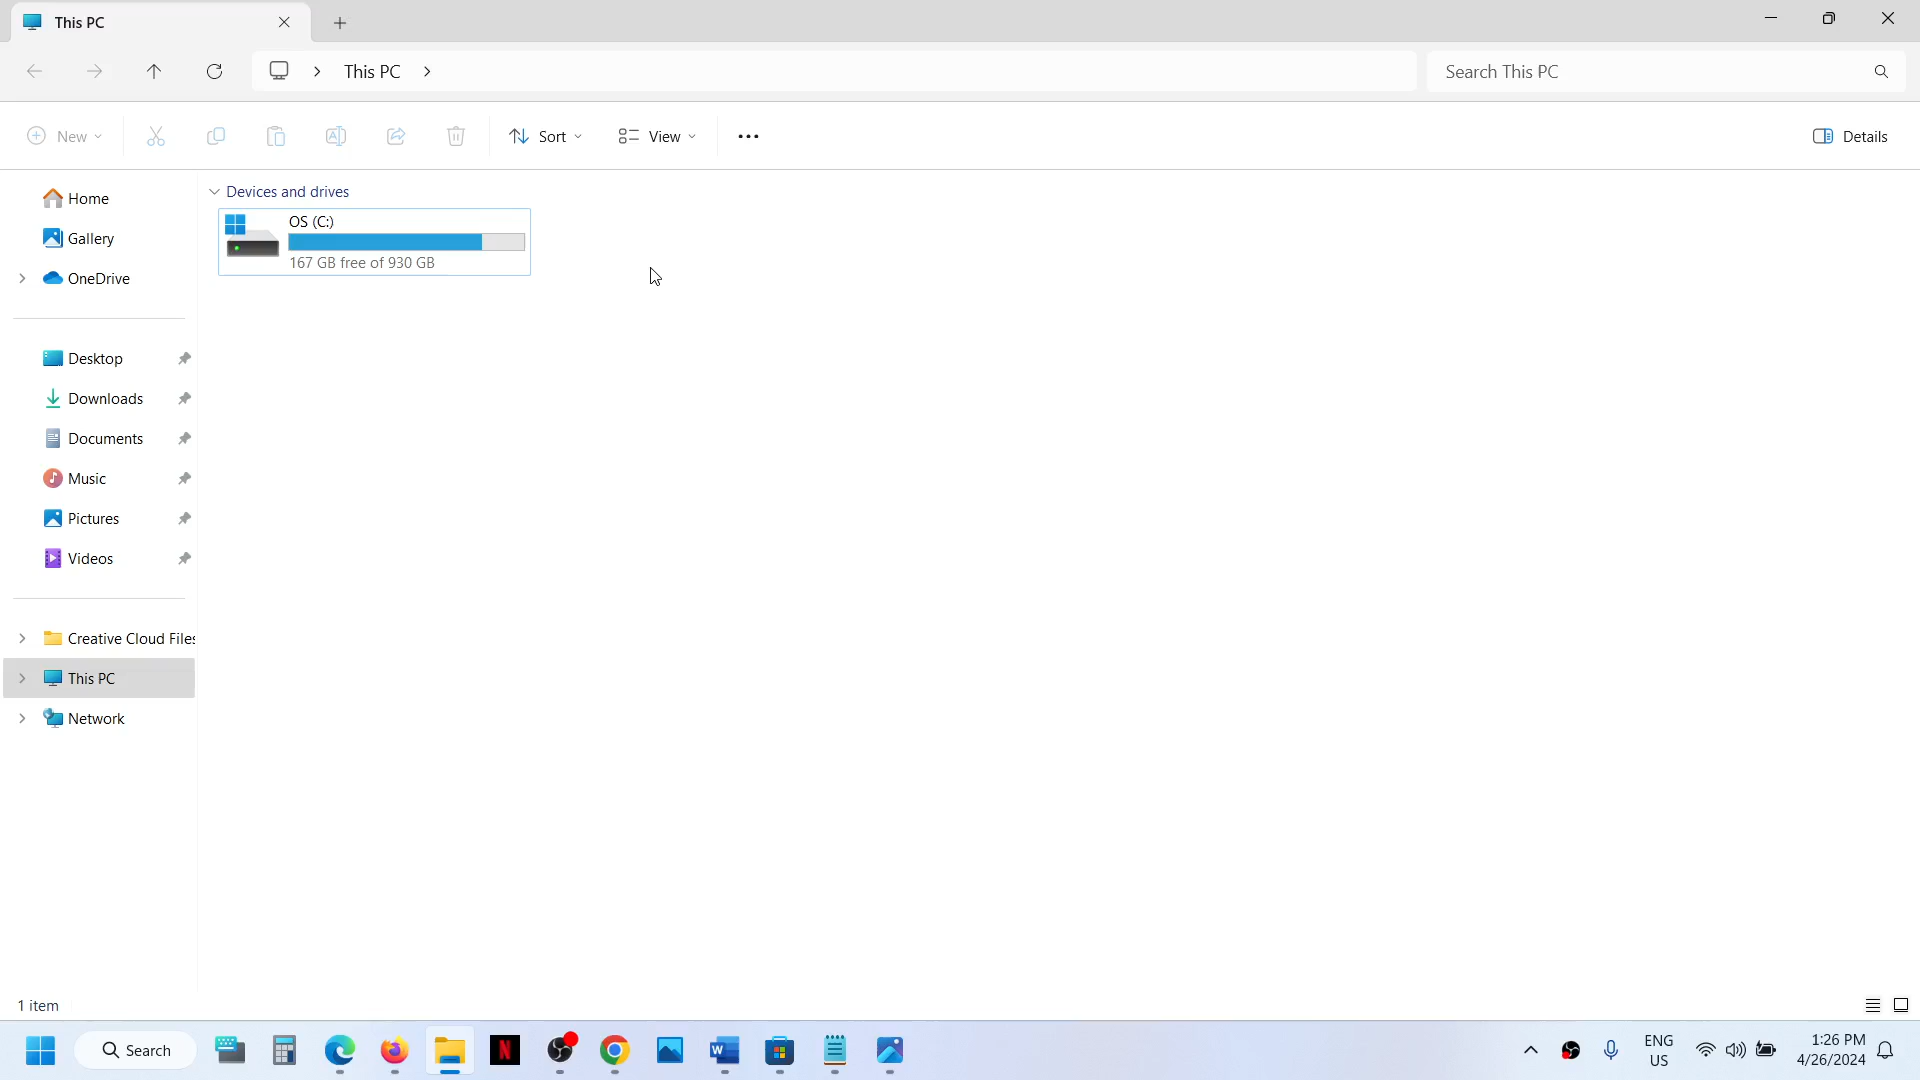 This PC
This PC
Search This PC
New
Sort
View
Details
Home
Gallery
OneDrive
Desktop
Downloads
Documents
Music
Pictures
Videos
Creative Cloud Files
This PC
Network
Devices and drives
OS (C:)
167 GB free of 930 GB
1 item
Search
ENG
US
1:26 PM
4/26/2024